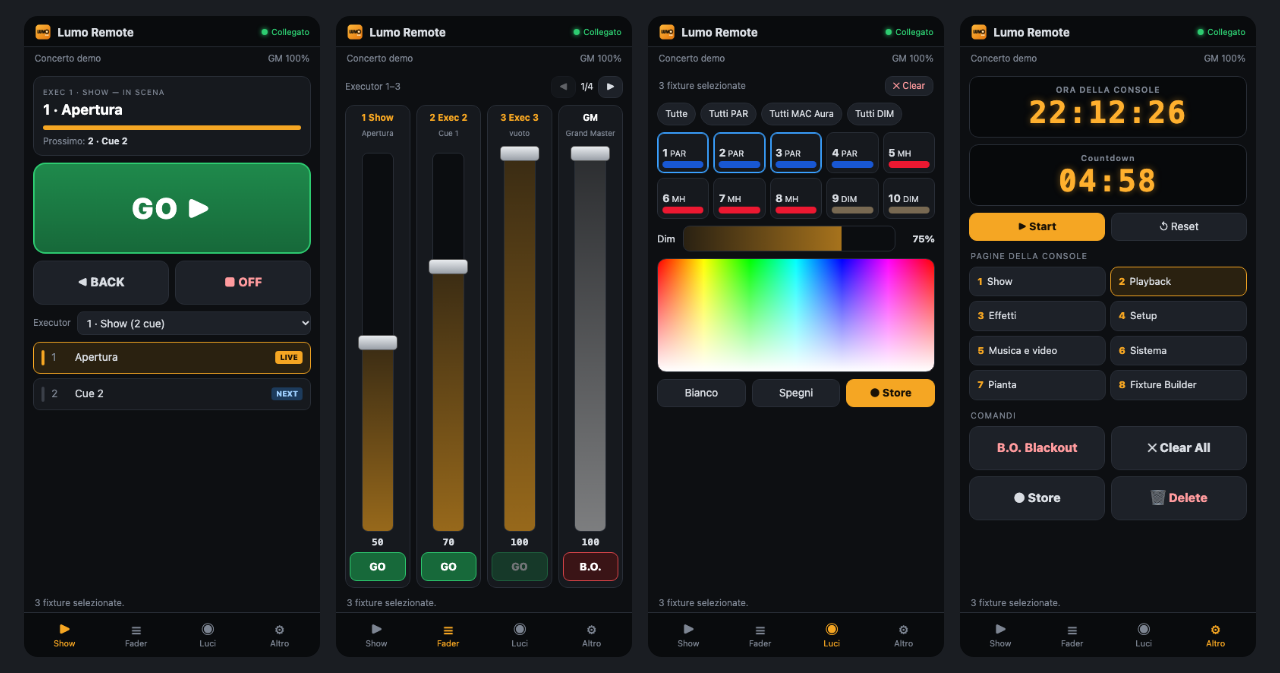 Lumo Remote
Collegato
Concerto demo
GM 100%
EXEC 1 · SHOW — IN SCENA
1 · Apertura
Prossimo: 2 · Cue 2
GO ▶
◀ BACK
OFF
Executor
1 · Show (2 cue)
1 Apertura LIVE
2 Cue 2 NEXT
3 fixture selezionate.
Show
Fader
Luci
Altro
Lumo Remote
Collegato
Concerto demo
GM 100%
Executor 1–3
◀ 1/4 ▶
1 Show
Apertura
50
GO
2 Exec 2
Cue 1
70
GO
3 Exec 3
vuoto
100
GO
GM
Grand Master
100
B.O.
3 fixture selezionate.
Show
Fader
Luci
Altro
Lumo Remote
Collegato
Concerto demo
GM 100%
3 fixture selezionate
✕ Clear
Tutte
Tutti PAR
Tutti MAC Aura
Tutti DIM
1 PAR
2 PAR
3 PAR
4 PAR
5 MH
6 MH
7 MH
8 MH
9 DIM
10 DIM
Dim
75%
Bianco
Spegni
● Store
3 fixture selezionate.
Show
Fader
Luci
Altro
Lumo Remote
Collegato
Concerto demo
GM 100%
ORA DELLA CONSOLE
22:12:26
Countdown
04:58
▶ Start
↺ Reset
PAGINE DELLA CONSOLE
1 Show
2 Playback
3 Effetti
4 Setup
5 Musica e video
6 Sistema
7 Pianta
8 Fixture Builder
COMANDI
B.O. Blackout
✕ Clear All
● Store
🗑 Delete
3 fixture selezionate.
Show
Fader
Luci
Altro